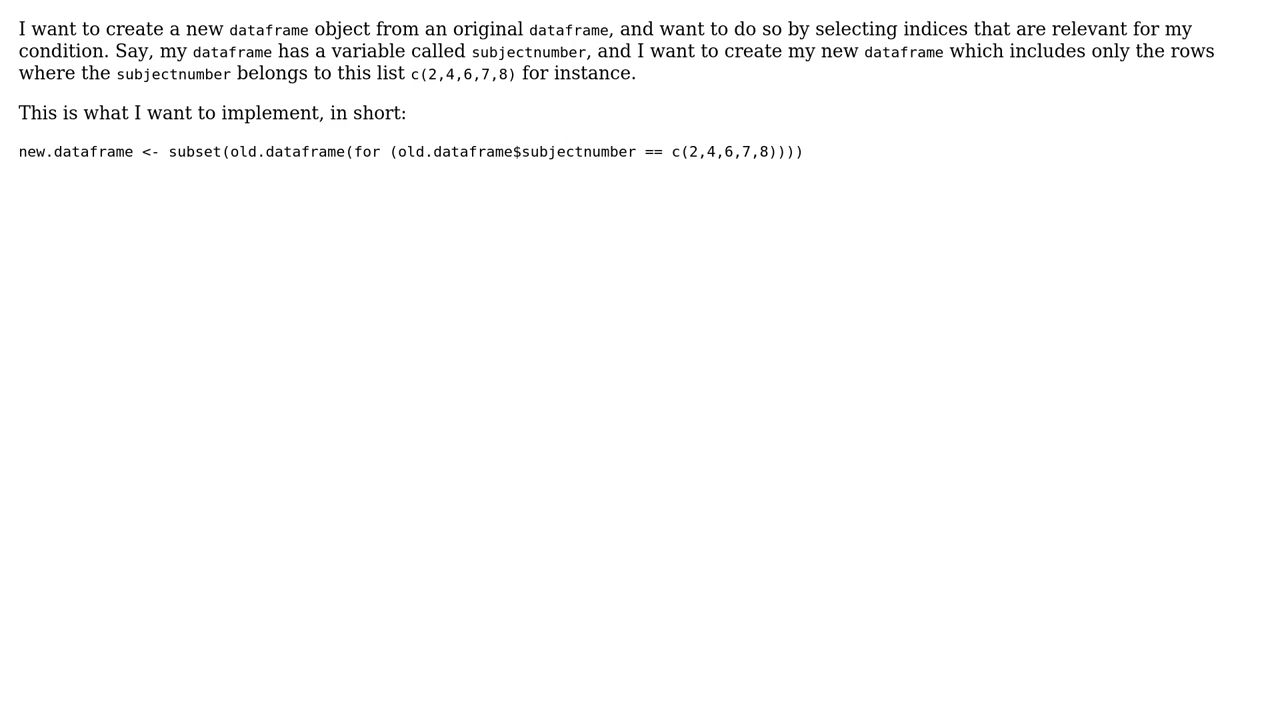 I want to create a new dataframe object from an original dataframe, and want to do so by selecting indices that are relevant for my
condition. Say, my dataframe has a variable called subjectnumber, and I want to create my new dataframe which includes only the rows
where the subjectnumber belongs to this list c(2,4,6,7,8) for instance.
This is what I want to implement, in short:
new.dataframe <- subset(old.dataframe(for (old.dataframe$subjectnumber == c(2,4,6,7,8))))